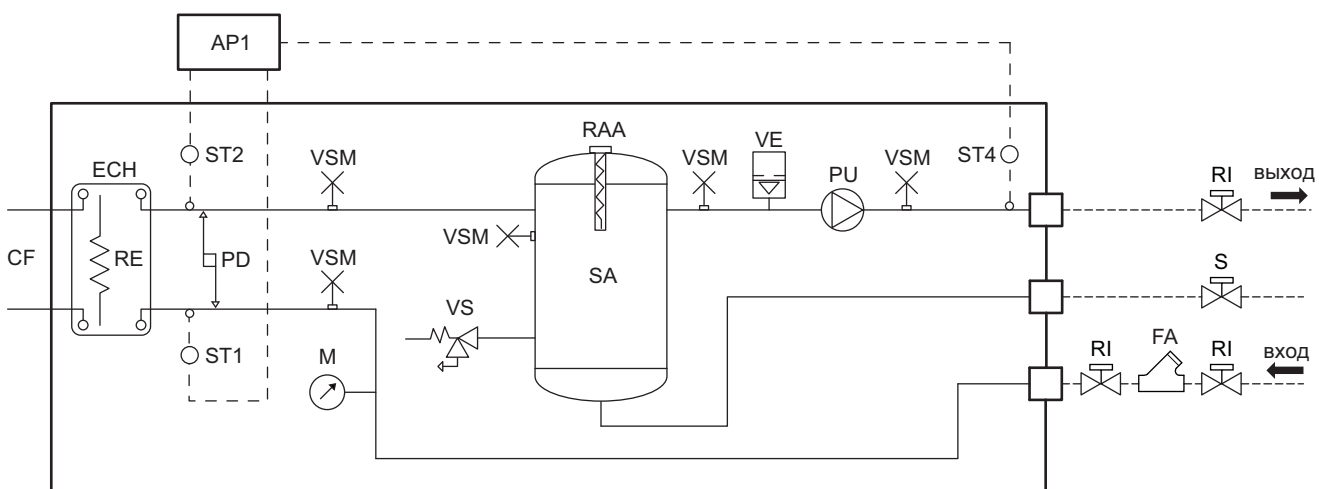 AP1
RAA
VE
ECH
ST2
VSM
VSM
PU
VSM
ST4
RI
выход
CF
RE
PD
VSM
VSM
SA
S
VS
ST1
M
RI
FA
RI
вход